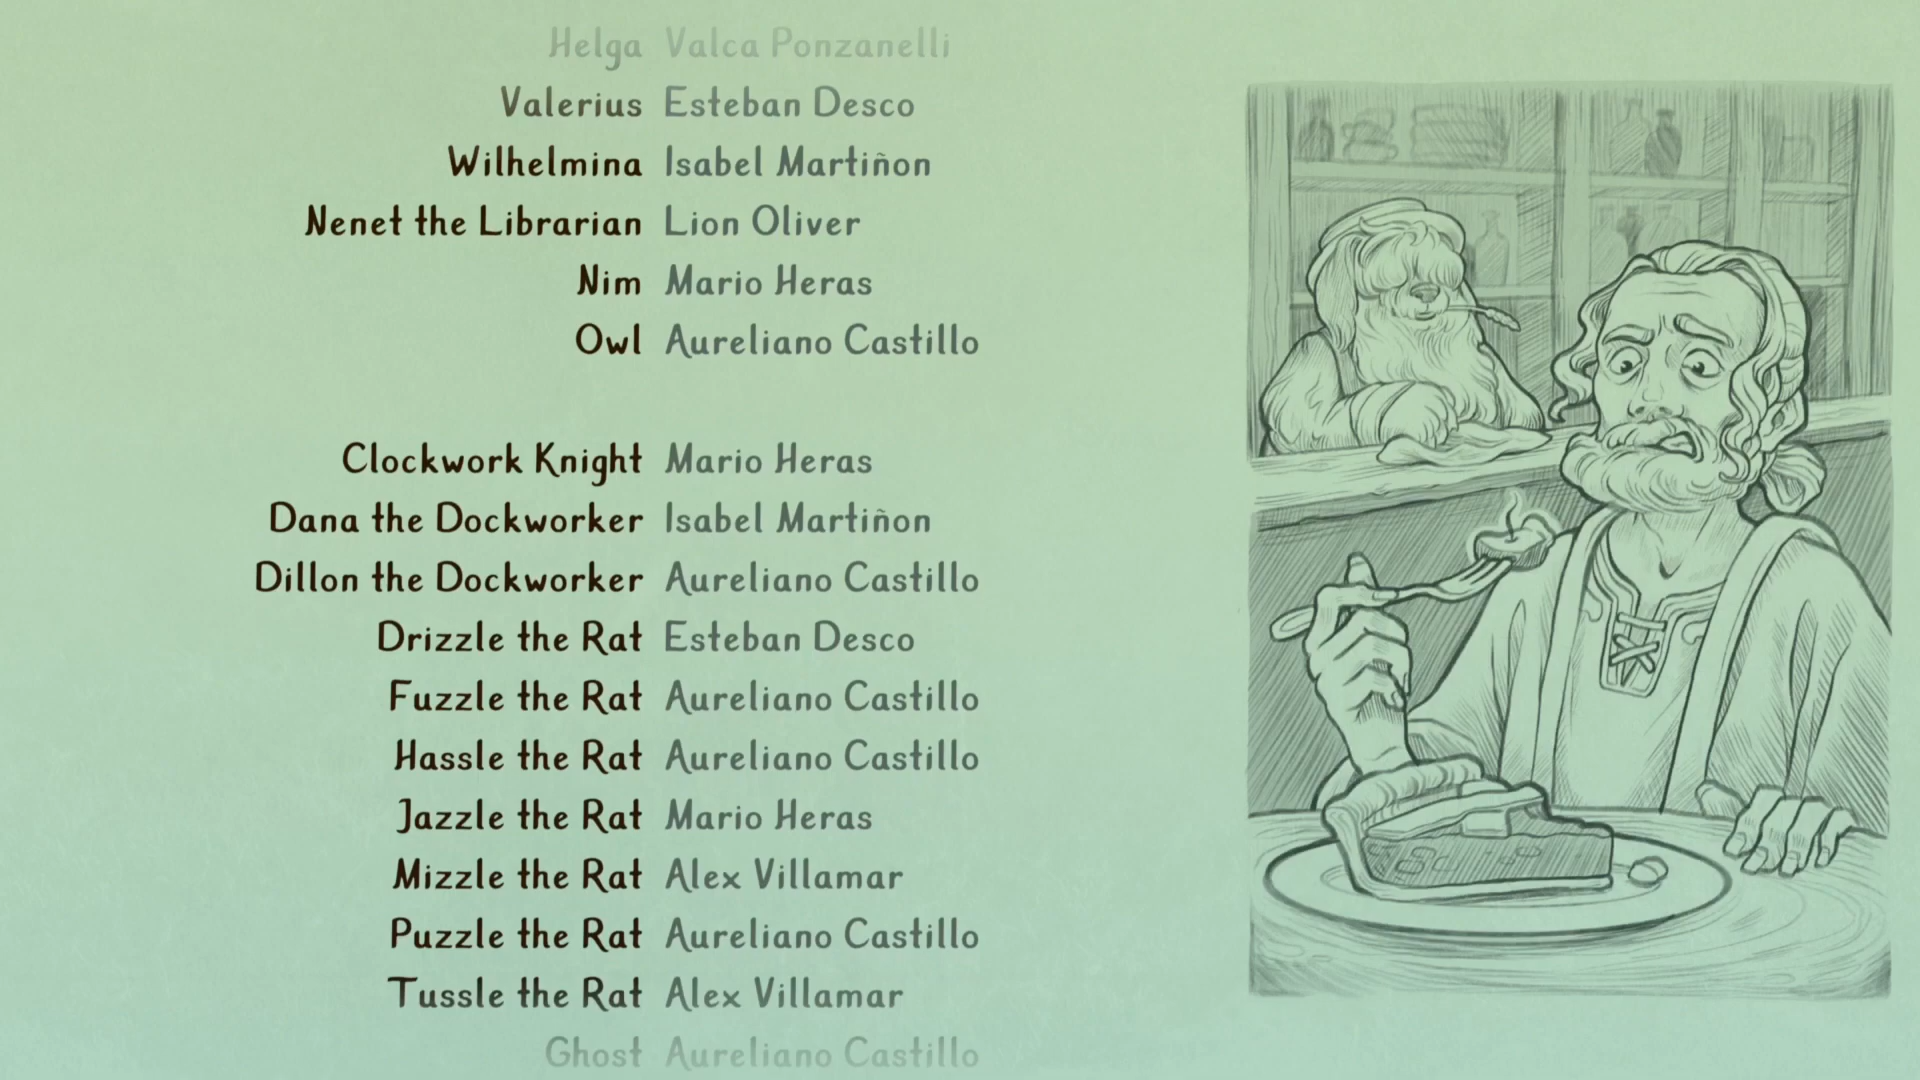 Helga Valca Ponzanelli
Valerius Esteban Desco
Wilhelmina Isabel Martiñon
Nenet the Librarian Lion Oliver
Nim Mario Heras
Owl Aureliano Castillo
Clockwork Knight Mario Heras
Dana the Dockworker Isabel Martiñon
Dillon the Dockworker Aureliano Castillo
Drizzle the Rat Esteban Desco
Fuzzle the Rat Aureliano Castillo
Hassle the Rat Aureliano Castillo
Jazzle the Rat Mario Heras
Mizzle the Rat Alex Villamar
Puzzle the Rat Aureliano Castillo
Tussle the Rat Alex Villamar
Ghost Aureliano Castillo